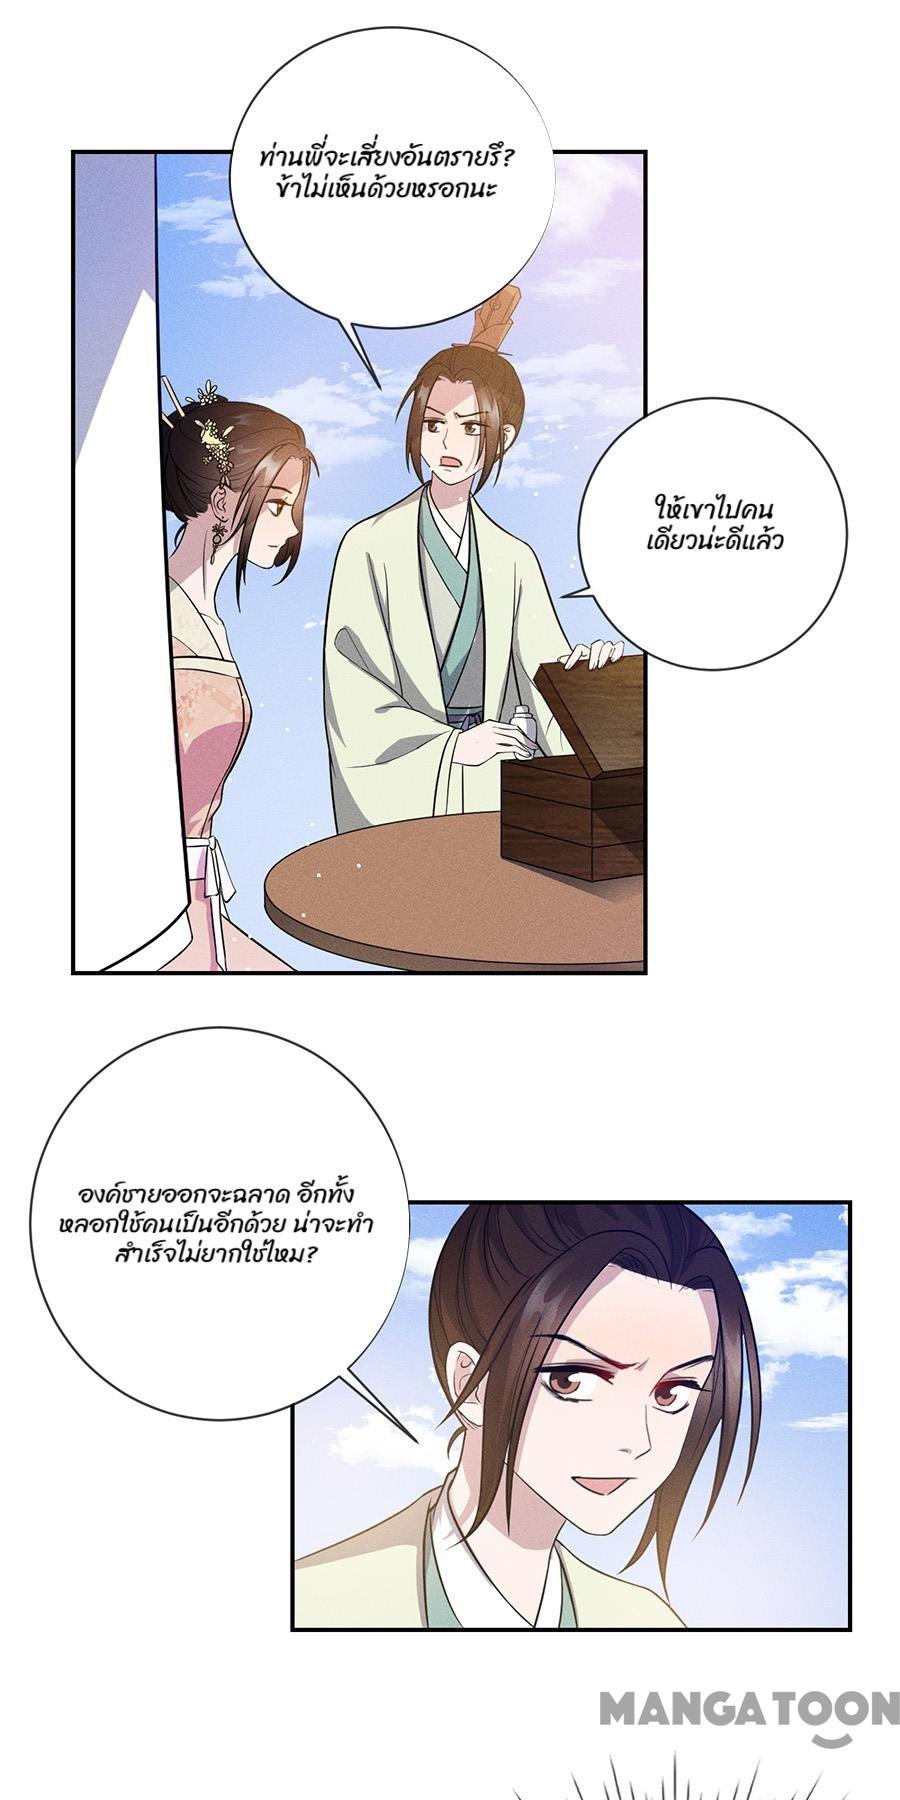 ท่านพี่จะเสี่ยงอันตรายรึ?
ข้าไม่เห็นด้วยหรอกนะ
ให้เขาไปคน
เดียวน่ะดีแล้ว
องค์ชายออกจะฉลาด อีกทั้ง
หลอกใช้คนเป็นอีกด้วย น่าจะทำ
สำเร็จไม่ยากใช่ไหม?
MANGATOON